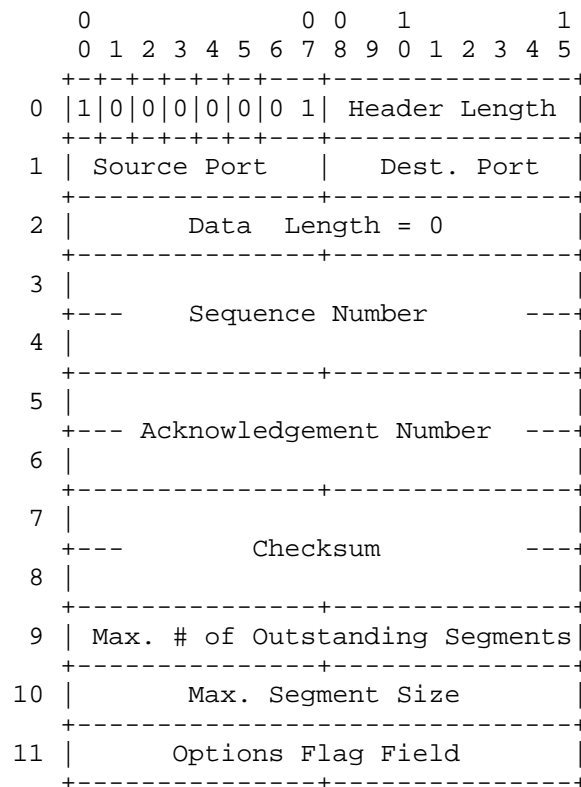 0             0 0   1         1
 0 1 2 3 4 5 6 7 8 9 0 1 2 3 4 5
+-+-+-+-+-+-+---+---------------+
0 |1|0|0|0|0|0|0 1| Header Length |
+-+-+-+-+-+-+---+---------------+
1 | Source Port   |   Dest. Port  |
+---------------+---------------+
2 |       Data  Length = 0        |
+---------------+---------------+
3 |                               |
+---    Sequence Number      ---+
4 |                               |
+---------------+---------------+
5 |                               |
+--- Acknowledgement Number  ---+
6 |                               |
+---------------+---------------+
7 |                               |
+---        Checksum         ---+
8 |                               |
+---------------+---------------+
9 | Max. # of Outstanding Segments|
+---------------+---------------+
10 |       Max. Segment Size       |
+-------------------------------+
11 |      Options Flag Field       |
+---------------+---------------+